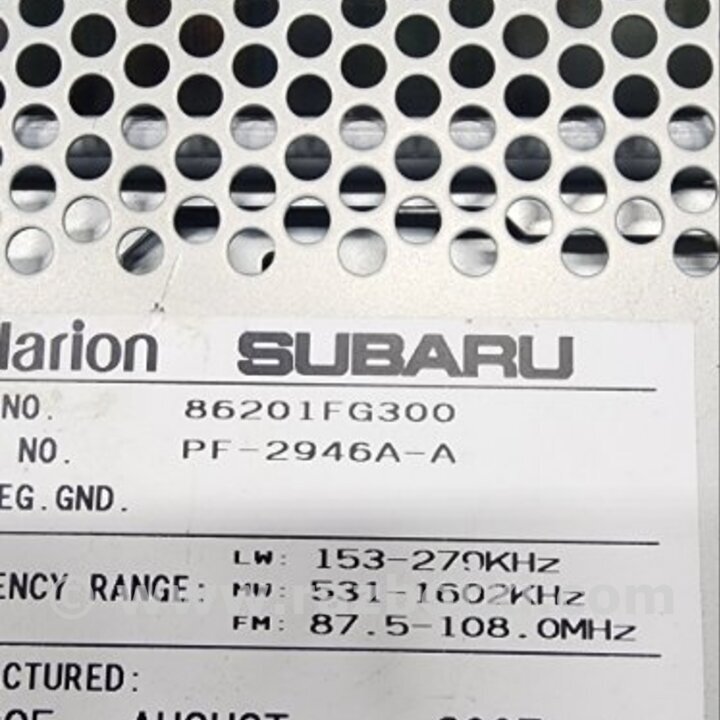 larion SUBARU
NO. 86201FG300
NO. PF-2946A-A
EG.GND.
ENCY RANGE: LW: 153-279KHz
MW: 531-1602KHz
FM: 87.5-108.0MHz
CTURED:
AUGUST